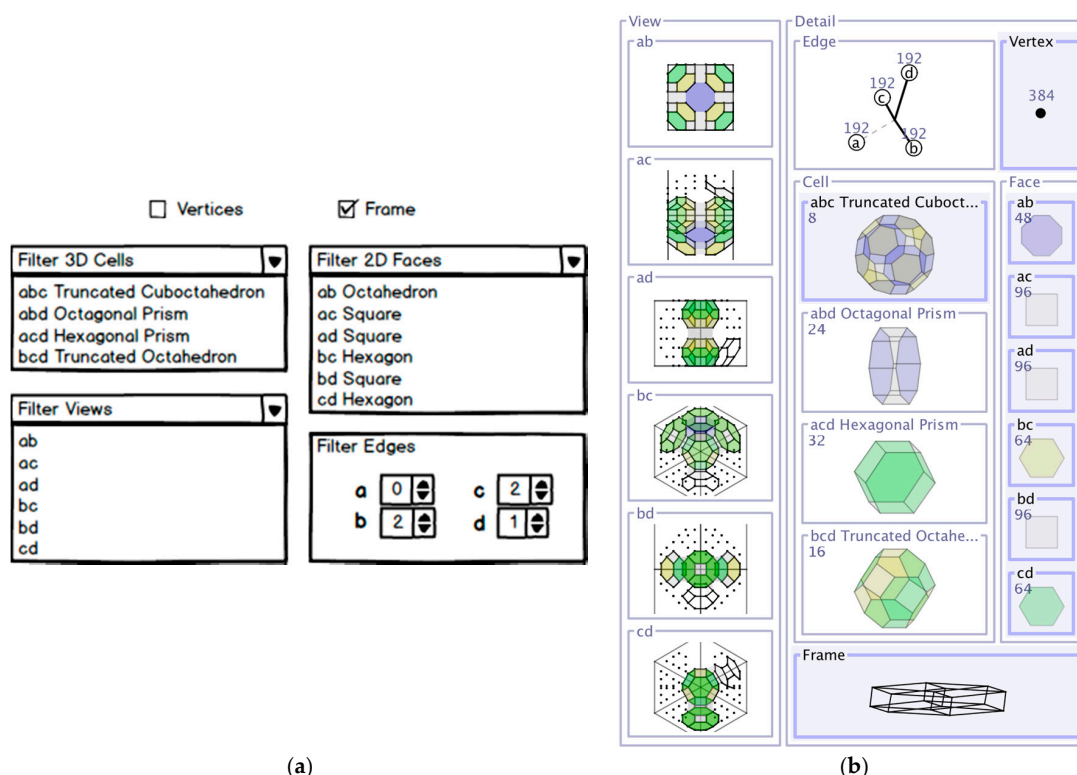 Vertices
Frame
Filter 3D Cells
abc Truncated Cuboctahedron
abd Octagonal Prism
acd Hexagonal Prism
bcd Truncated Octahedron
Filter 2D Faces
ab Octahedron
ac Square
ad Square
bc Hexagon
bd Square
cd Hexagon
Filter Views
ab
ac
ad
bc
bd
cd
Filter Edges
a 0 c 2
b 2 d 1
(a)
View
ab
ac
ad
bc
bd
cd
Detail
Edge
192
d
192
c
192
a
192
b
Vertex
384
Cell
abc Truncated Cuboct...
8
abd Octagonal Prism
24
acd Hexagonal Prism
32
bcd Truncated Octahe...
16
Face
ab
48
ac
96
ad
96
bc
64
bd
96
cd
64
Frame
(b)